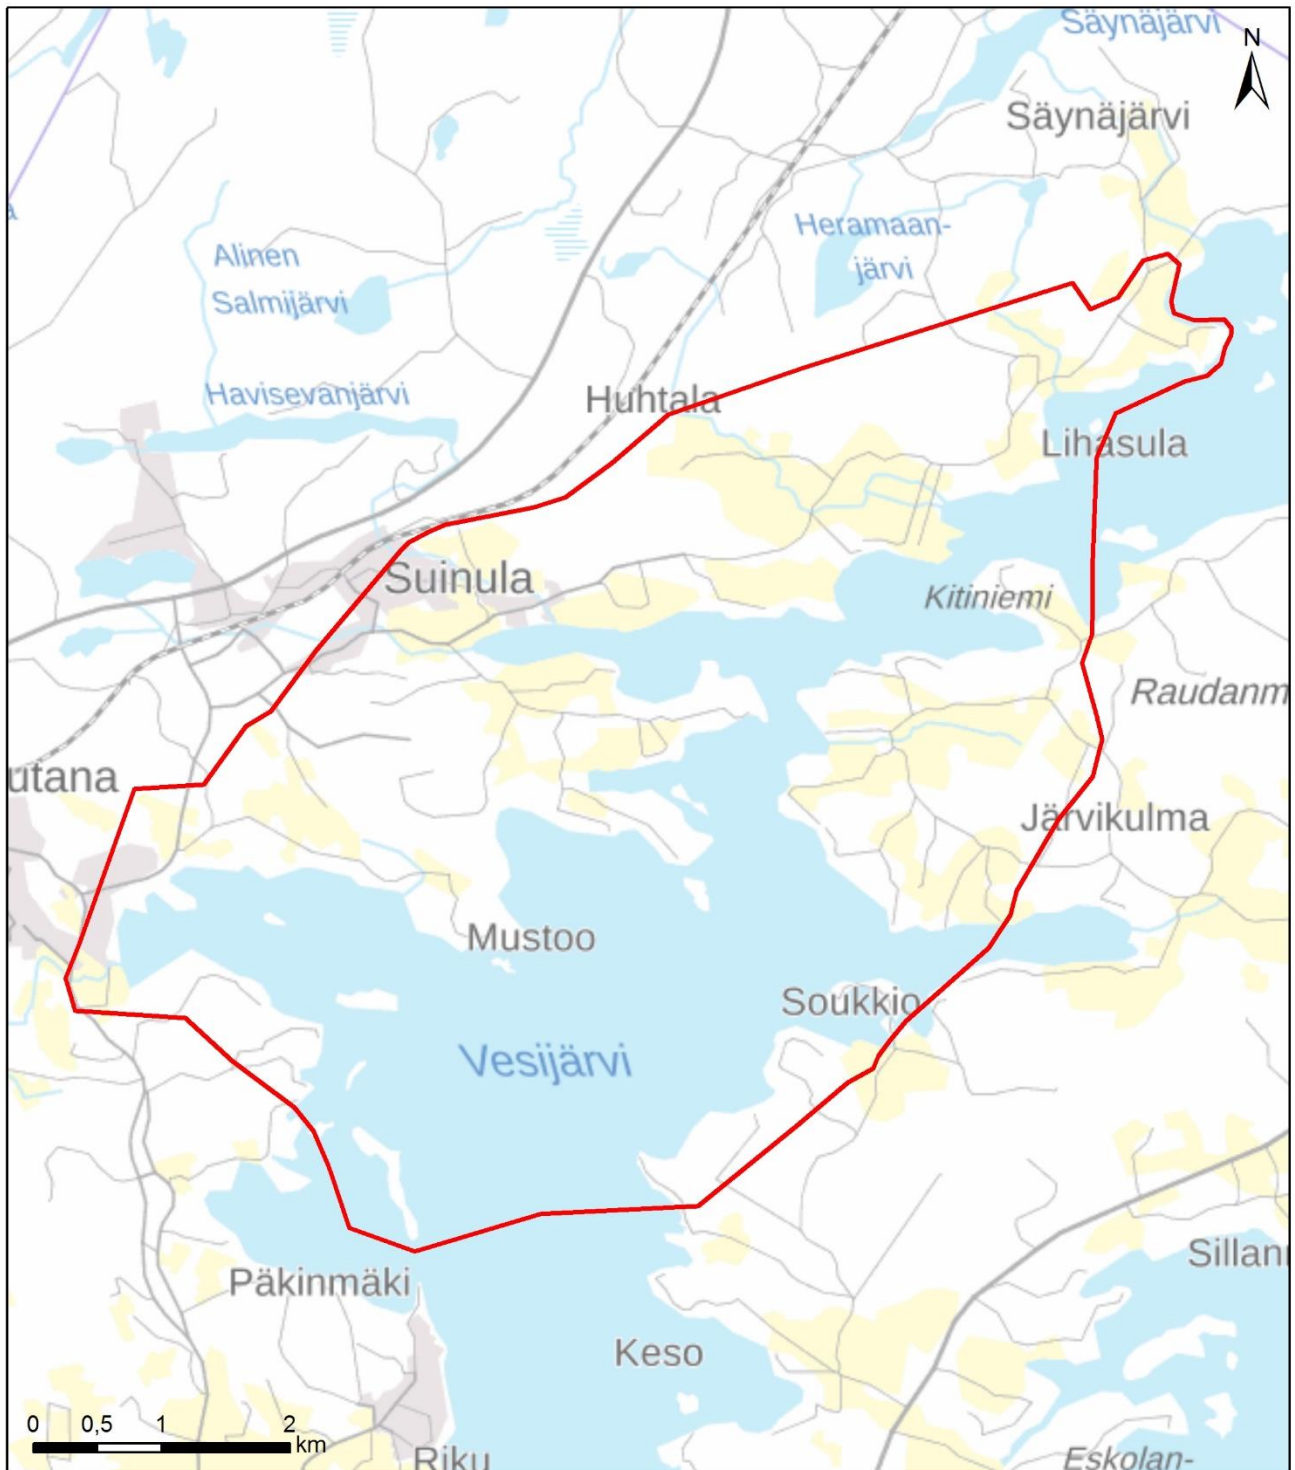 Säynäjärvi
N
Säynäjärvi
Heramaan-
järvi
Alinen
Salmijärvi
Havisevanjärvi
Huhtala
Lihasula
Suinula
Kitiniemi
Raudanm
utana
Järvikulma
Mustoo
Soukkio
Vesijärvi
Sillan
Päkinmäki
Keso
0 0,5 1 2
km
Riku
Eskolan-